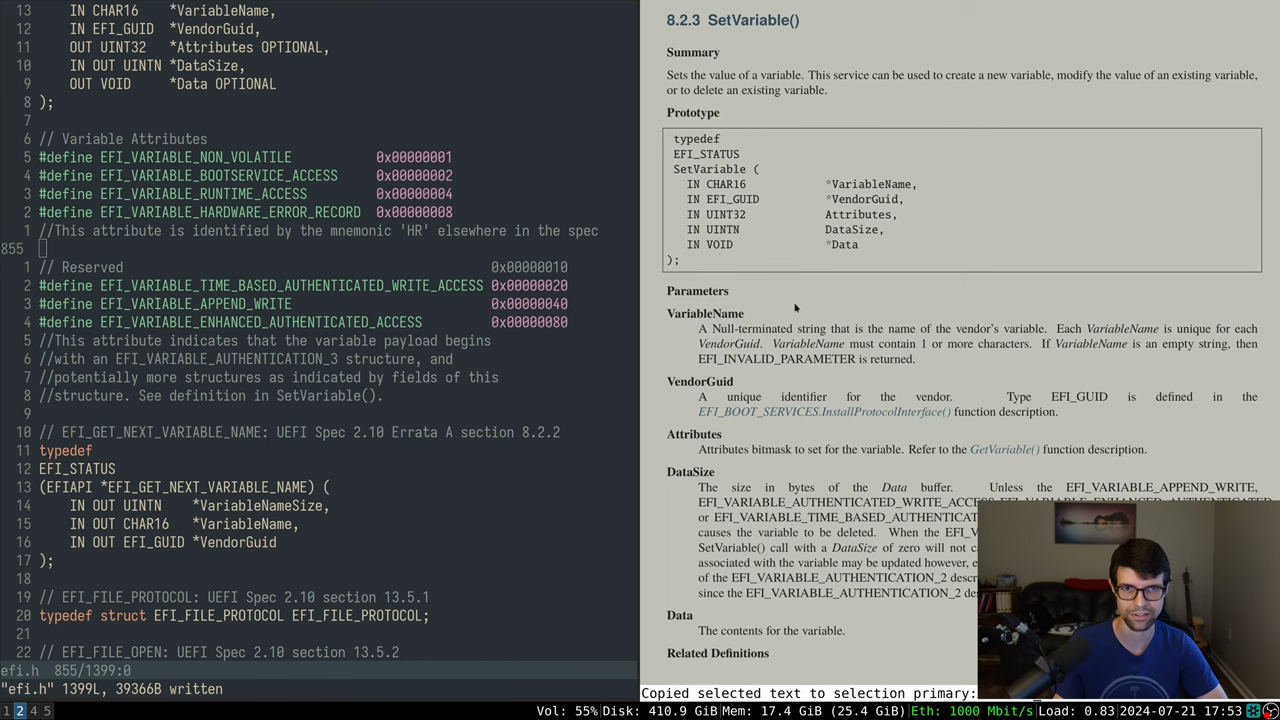 13 IN CHAR16 *VariableName,
12 IN EFI_GUID *VendorGuid,
11 OUT UINT32 *Attributes OPTIONAL,
10 IN OUT UINTN *DataSize,
9 OUT VOID *Data OPTIONAL
8 );
7
6 // Variable Attributes
5 #define EFI_VARIABLE_NON_VOLATILE 0x00000001
4 #define EFI_VARIABLE_BOOTSERVICE_ACCESS 0x00000002
3 #define EFI_VARIABLE_RUNTIME_ACCESS 0x00000004
2 #define EFI_VARIABLE_HARDWARE_ERROR_RECORD 0x00000008
1 //This attribute is identified by the mnemonic 'HR' elsewhere in the spec
855
1 // Reserved 0x00000010
2 #define EFI_VARIABLE_TIME_BASED_AUTHENTICATED_WRITE_ACCESS 0x00000020
3 #define EFI_VARIABLE_APPEND_WRITE 0x00000040
4 #define EFI_VARIABLE_ENHANCED_AUTHENTICATED_ACCESS 0x00000080
5 //This attribute indicates that the variable payload begins
6 //with an EFI_VARIABLE_AUTHENTICATION_3 structure, and
7 //potentially more structures as indicated by fields of this
8 //structure. See definition in SetVariable().
9
10 // EFI_GET_NEXT_VARIABLE_NAME: UEFI Spec 2.10 Errata A section 8.2.2
11 typedef
12 EFI_STATUS
13 (EFIAPI *EFI_GET_NEXT_VARIABLE_NAME) (
14 IN OUT UINTN *VariableNameSize,
15 IN OUT CHAR16 *VariableName,
16 IN OUT EFI_GUID *VendorGuid
17 );
18
19 // EFI_FILE_PROTOCOL: UEFI Spec 2.10 section 13.5.1
20 typedef struct EFI_FILE_PROTOCOL EFI_FILE_PROTOCOL;
21
22 // EFI_FILE_OPEN: UEFI Spec 2.10 section 13.5.2
efi.h 855/1399:0
"efi.h" 1399L, 39366B written
8.2.3 SetVariable()
Summary
Sets the value of a variable. This service can be used to create a new variable, modify the value of an existing variable,
or to delete an existing variable.
Prototype
typedef
EFI_STATUS
SetVariable (
IN CHAR16 *VariableName,
IN EFI_GUID *VendorGuid,
IN UINT32 Attributes,
IN UINTN DataSize,
IN VOID *Data
);
Parameters
VariableName
A Null-terminated string that is the name of the vendor's variable. Each VariableName is unique for each
VendorGuid. VariableName must contain 1 or more characters. If VariableName is an empty string, then
EFI_INVALID_PARAMETER is returned.
VendorGuid
A unique identifier for the vendor. Type EFI_GUID is defined in the
EFI_BOOT_SERVICES.InstallProtocolInterface() function description.
Attributes
Attributes bitmask to set for the variable. Refer to the GetVariable() function description.
DataSize
The size in bytes of the Data buffer. Unless the EFI_VARIABLE_APPEND_WRITE,
EFI_VARIABLE_AUTHENTICATED_WRITE_ACCESS, EFI_VARIABLE_ENHANCED_AUTHENTICATED
or EFI_VARIABLE_TIME_BASED_AUTHENTICAT
causes the variable to be deleted. When the EFI_V
SetVariable() call with a DataSize of zero will not c
associated with the variable may be updated however, e
of the EFI_VARIABLE_AUTHENTICATION_2 descr
since the EFI_VARIABLE_AUTHENTICATION_2 de
Data
The contents for the variable.
Related Definitions
Copied selected text to selection primary:
1 2 4 5 Vol: 55% Disk: 410.9 GiB Mem: 17.4 GiB (25.4 GiB) Eth: 1000 Mbit/s Load: 0.83 2024-07-21 17:53